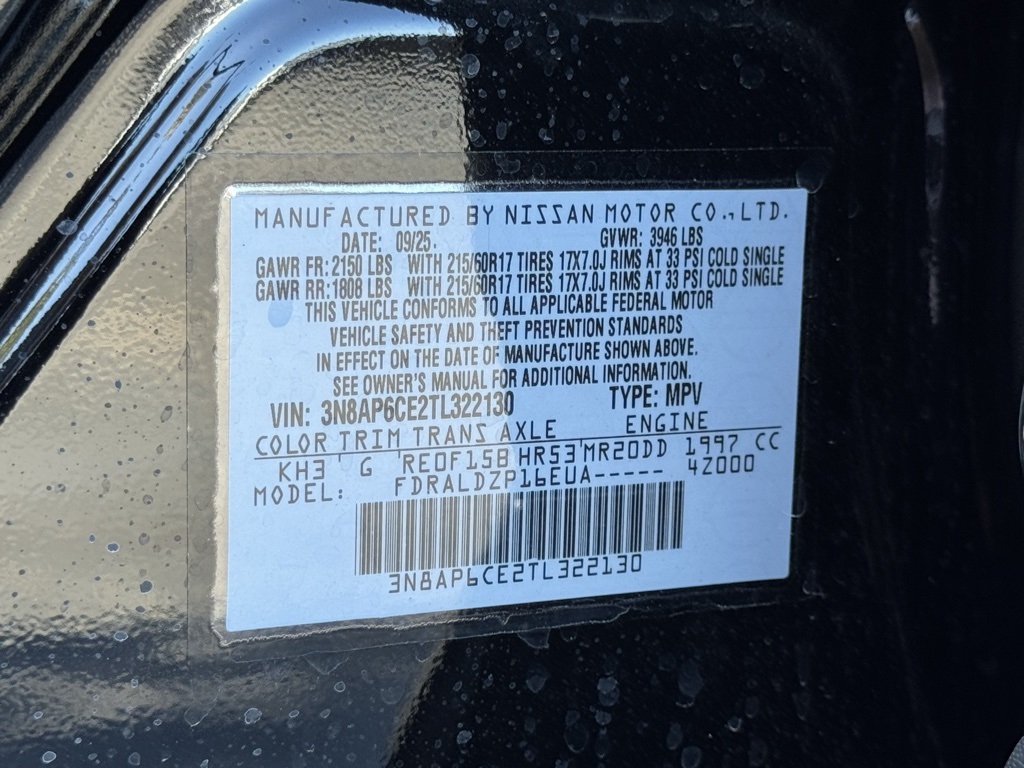 MANUFACTURED BY NISSAN MOTOR CO., LTD.
DATE: 09/25. GVWR: 3946 LBS
GAWR FR: 2150 LBS WITH 215/60R17 TIRES 17X7.0J RIMS AT 33 PSI COLD SINGLE
GAWR RR: 1808 LBS WITH 215/60R17 TIRES 17X7.0J RIMS AT 33 PSI COLD SINGLE
THIS VEHICLE CONFORMS TO ALL APPLICABLE FEDERAL MOTOR
VEHICLE SAFETY AND THEFT PREVENTION STANDARDS
IN EFFECT ON THE DATE OF MANUFACTURE SHOWN ABOVE.
SEE OWNER'S MANUAL FOR ADDITIONAL INFORMATION.
VIN: 3N8AP6CE2TL322130 TYPE: MPV
COLOR TRIM TRANS AXLE ENGINE
KH3 ' G ' RE0F15B HR53 ' MR20DD 1997 CC
MODEL: FDRALDZP16EUA----- 4Z000
3N8AP6CE2TL322130